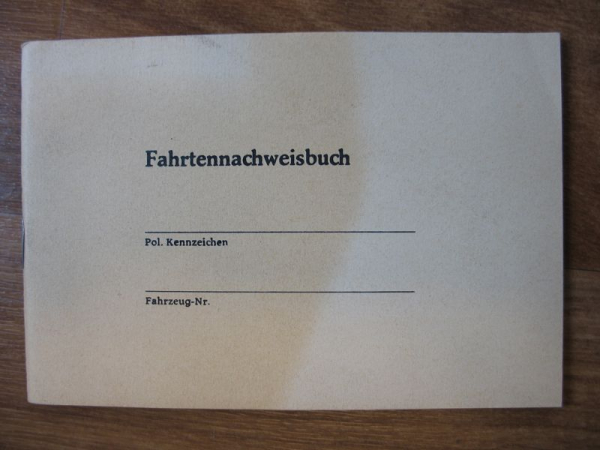 Fahrtennachweisbuch
Pol. Kennzeichen
Fahrzeug-Nr.